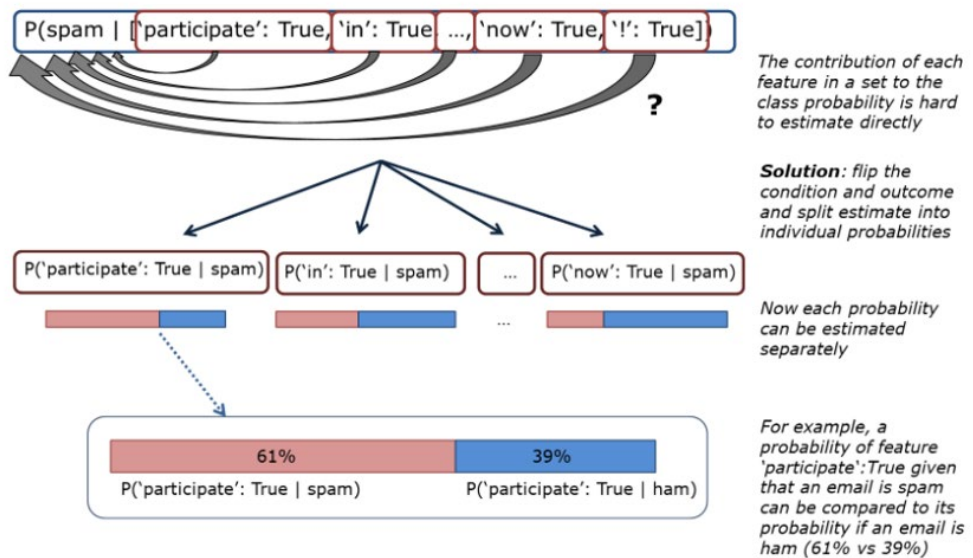 P(spam | [‘participate’: True, ‘in’: True, …, ‘now’: True, ‘!’: True])
?
The contribution of each
feature in a set to the
class probability is hard
to estimate directly
Solution: flip the
condition and outcome
and split estimate into
individual probabilities
P(‘participate’: True | spam)
P(‘in’: True | spam)
...
P(‘now’: True | spam)
...
Now each probability
can be estimated
separately
61%
39%
P(‘participate’: True | spam)
P(‘participate’: True | ham)
For example, a
probability of feature
‘participate‘:True given
that an email is spam
can be compared to its
probability if an email is
ham (61% vs 39%)